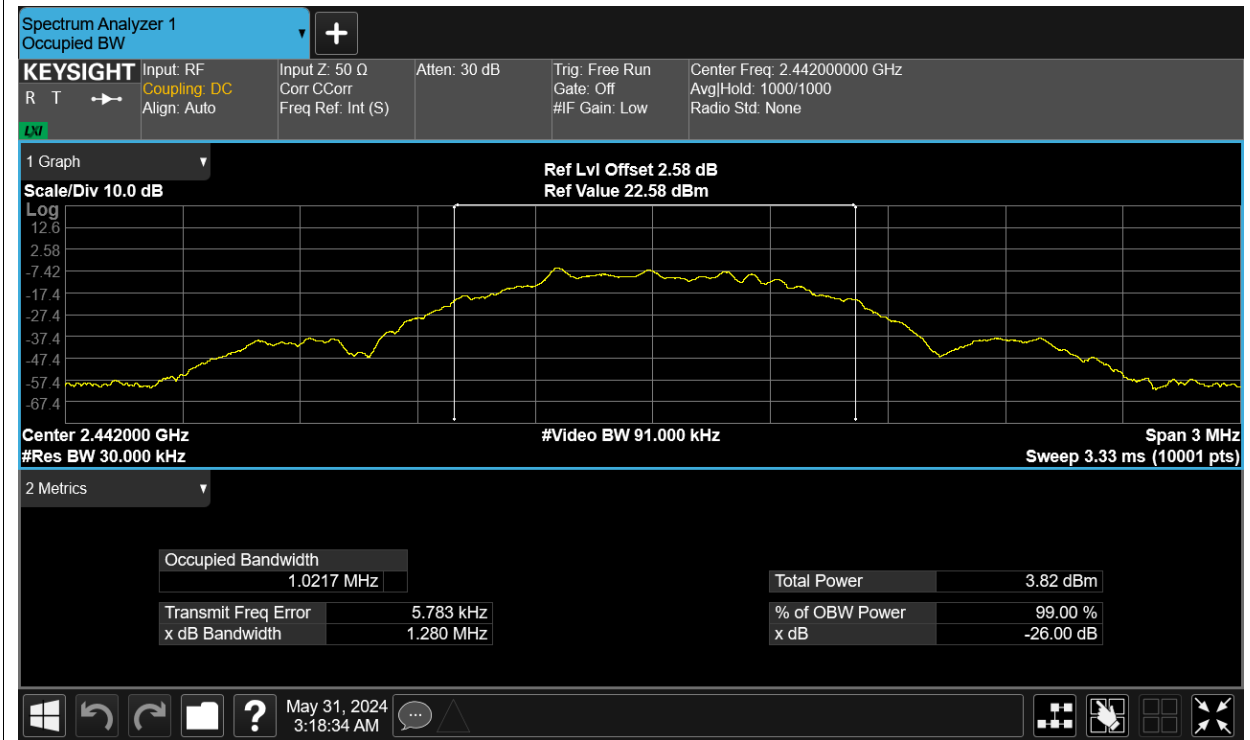 Spectrum Analyzer 1
Occupied BW
KEYSIGHT
R T
LXI
Input: RF
Coupling: DC
Align: Auto
Input Z: 50 Ω
Corr CCorr
Freq Ref: Int (S)
Atten: 30 dB
Trig: Free Run
Gate: Off
#IF Gain: Low
Center Freq: 2.442000000 GHz
Avg|Hold: 1000/1000
Radio Std: None
1 Graph
Scale/Div 10.0 dB
Ref Lvl Offset 2.58 dB
Ref Value 22.58 dBm
Log
12.6
2.58
-7.42
-17.4
-27.4
-37.4
-47.4
-57.4
-67.4
Center 2.442000 GHz
#Video BW 91.000 kHz
Span 3 MHz
#Res BW 30.000 kHz
Sweep 3.33 ms (10001 pts)
2 Metrics
Occupied Bandwidth
1.0217 MHz
Total Power 3.82 dBm
Transmit Freq Error 5.783 kHz
% of OBW Power 99.00 %
x dB Bandwidth 1.280 MHz
x dB -26.00 dB
?
May 31, 2024
3:18:34 AM